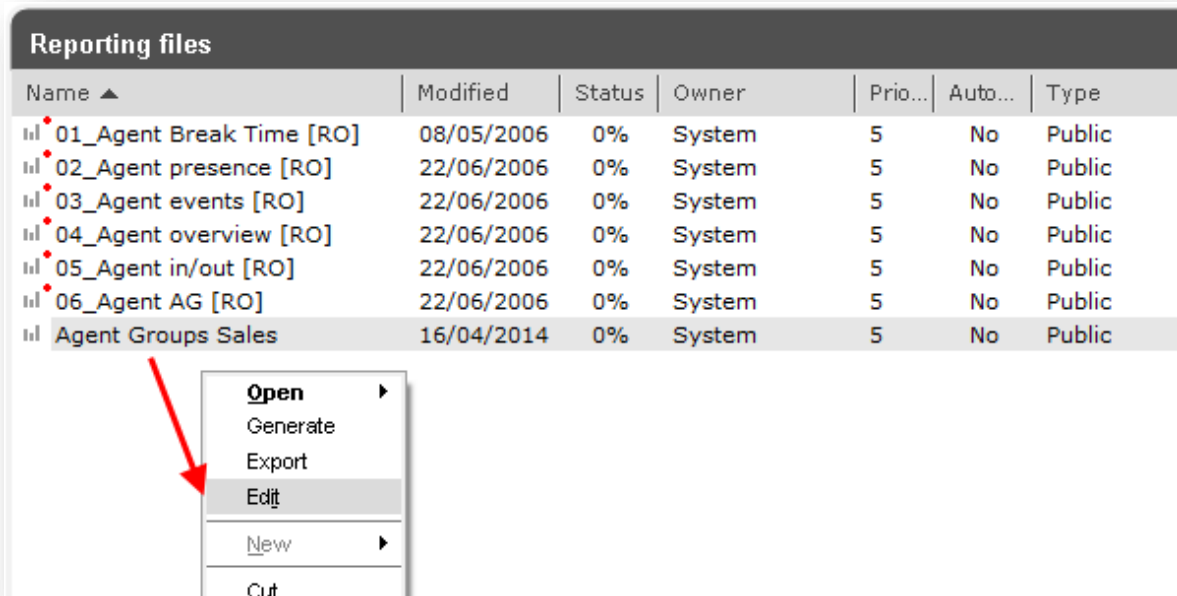 Reporting files
Name Modified Status Owner Prio... Auto... Type
01_Agent Break Time [RO] 08/05/2006 0% System 5 No Public
02_Agent presence [RO] 22/06/2006 0% System 5 No Public
03_Agent events [RO] 22/06/2006 0% System 5 No Public
04_Agent overview [RO] 22/06/2006 0% System 5 No Public
05_Agent in/out [RO] 22/06/2006 0% System 5 No Public
06_Agent AG [RO] 22/06/2006 0% System 5 No Public
Agent Groups Sales 16/04/2014 0% System 5 No Public
Open
Generate
Export
Edit
New
Cut